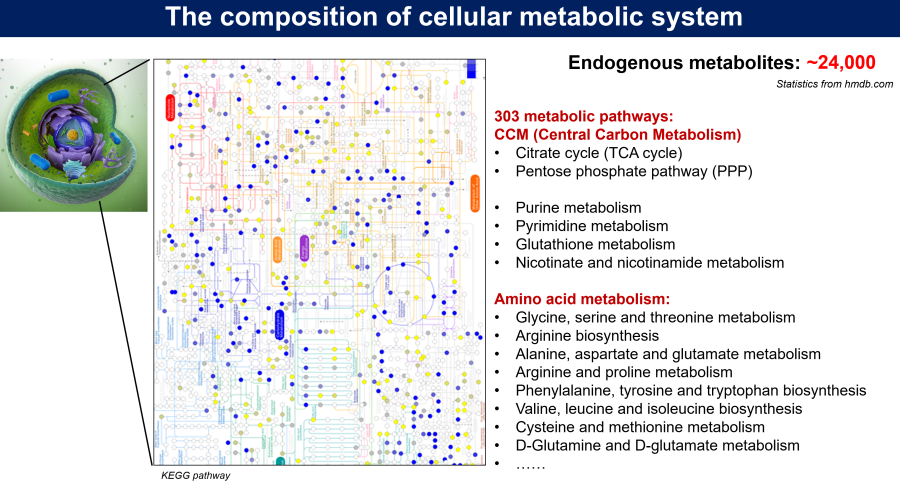 The composition of cellular metabolic system
Endogenous metabolites: ~24,000
Statistics from hmdb.com
303 metabolic pathways:
CCM (Central Carbon Metabolism)
• Citrate cycle (TCA cycle)
• Pentose phosphate pathway (PPP)
• Purine metabolism
• Pyrimidine metabolism
• Glutathione metabolism
• Nicotinate and nicotinamide metabolism
Amino acid metabolism:
• Glycine, serine and threonine metabolism
• Arginine biosynthesis
• Alanine, aspartate and glutamate metabolism
• Arginine and proline metabolism
• Phenylalanine, tyrosine and tryptophan biosynthesis
• Valine, leucine and isoleucine biosynthesis
• Cysteine and methionine metabolism
• D-Glutamine and D-glutamate metabolism
• ……
KEGG pathway